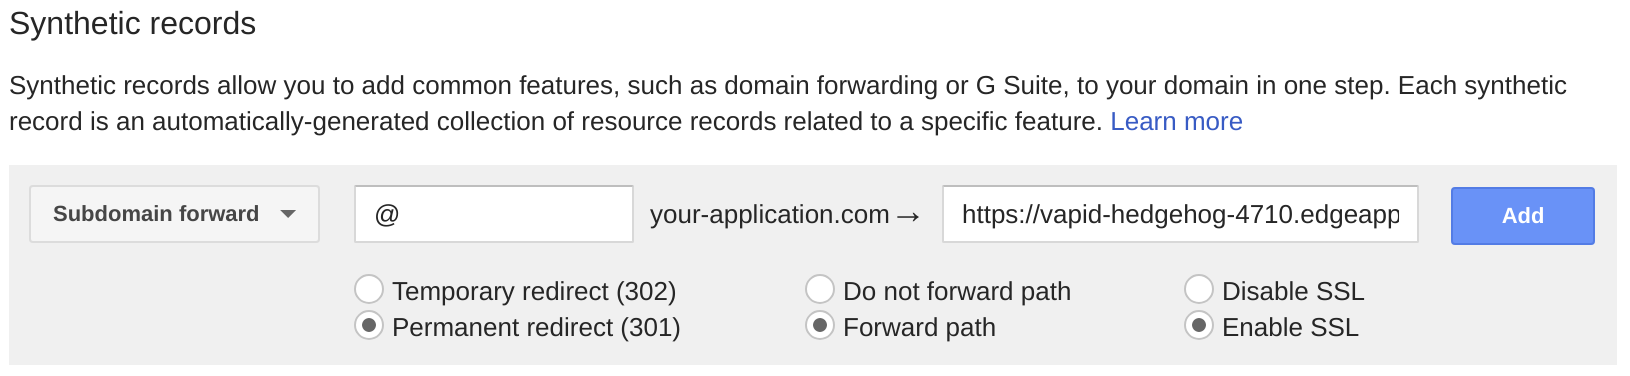 Synthetic records
Synthetic records allow you to add common features, such as domain forwarding or G Suite, to your domain in one step. Each synthetic
record is an automatically-generated collection of resource records related to a specific feature. Learn more
Subdomain forward @ your-application.com → https://vapid-hedgehog-4710.edgeapp Add
Temporary redirect (302) Do not forward path Disable SSL
Permanent redirect (301) Forward path Enable SSL